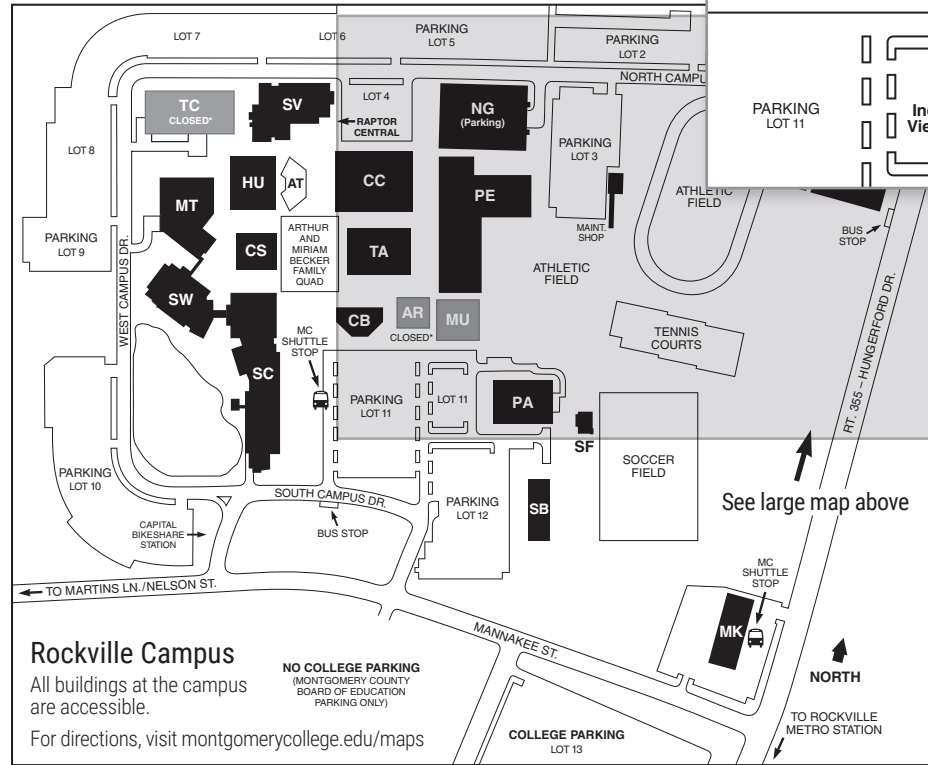 LOT 7
LOT 6
PARKING
LOT 5
PARKING
LOT 2
NORTH CAMPU
TC
CLOSED*
SV
LOT 4
RAPTOR
CENTRAL
NG
(Parking)
PARKING
LOT 3
PARKING
LOT 11
LOT 8
HU
AT
CC
PE
MAINT.
SHOP
ATHLETIC
FIELD
BUS
STOP
MT
PARKING
LOT 9
WEST CAMPUS DR.
CS
ARTHUR
AND
MIRIAM
BECKER
FAMILY
QUAD
TA
ATHLETIC
FIELD
SW
CB
AR
CLOSED*
MU
TENNIS
COURTS
RT. 355 – HUNGERFORD DR.
MC
SHUTTLE
STOP
SC
PARKING
LOT 11
LOT 11
PA
SF
SOCCER
FIELD
See large map above
PARKING
LOT 10
SOUTH CAMPUS DR.
PARKING
LOT 12
SB
CAPITAL
BIKESHARE
STATION
BUS STOP
MC
SHUTTLE
STOP
TO MARTINS LN./NELSON ST.
MANNAKEE ST.
MK
NORTH
Rockville Campus
All buildings at the campus
are accessible.
For directions, visit montgomerycollege.edu/maps
NO COLLEGE PARKING
(MONTGOMERY COUNTY
BOARD OF EDUCATION
PARKING ONLY)
COLLEGE PARKING
LOT 13
TO ROCKVILLE
METRO STATION